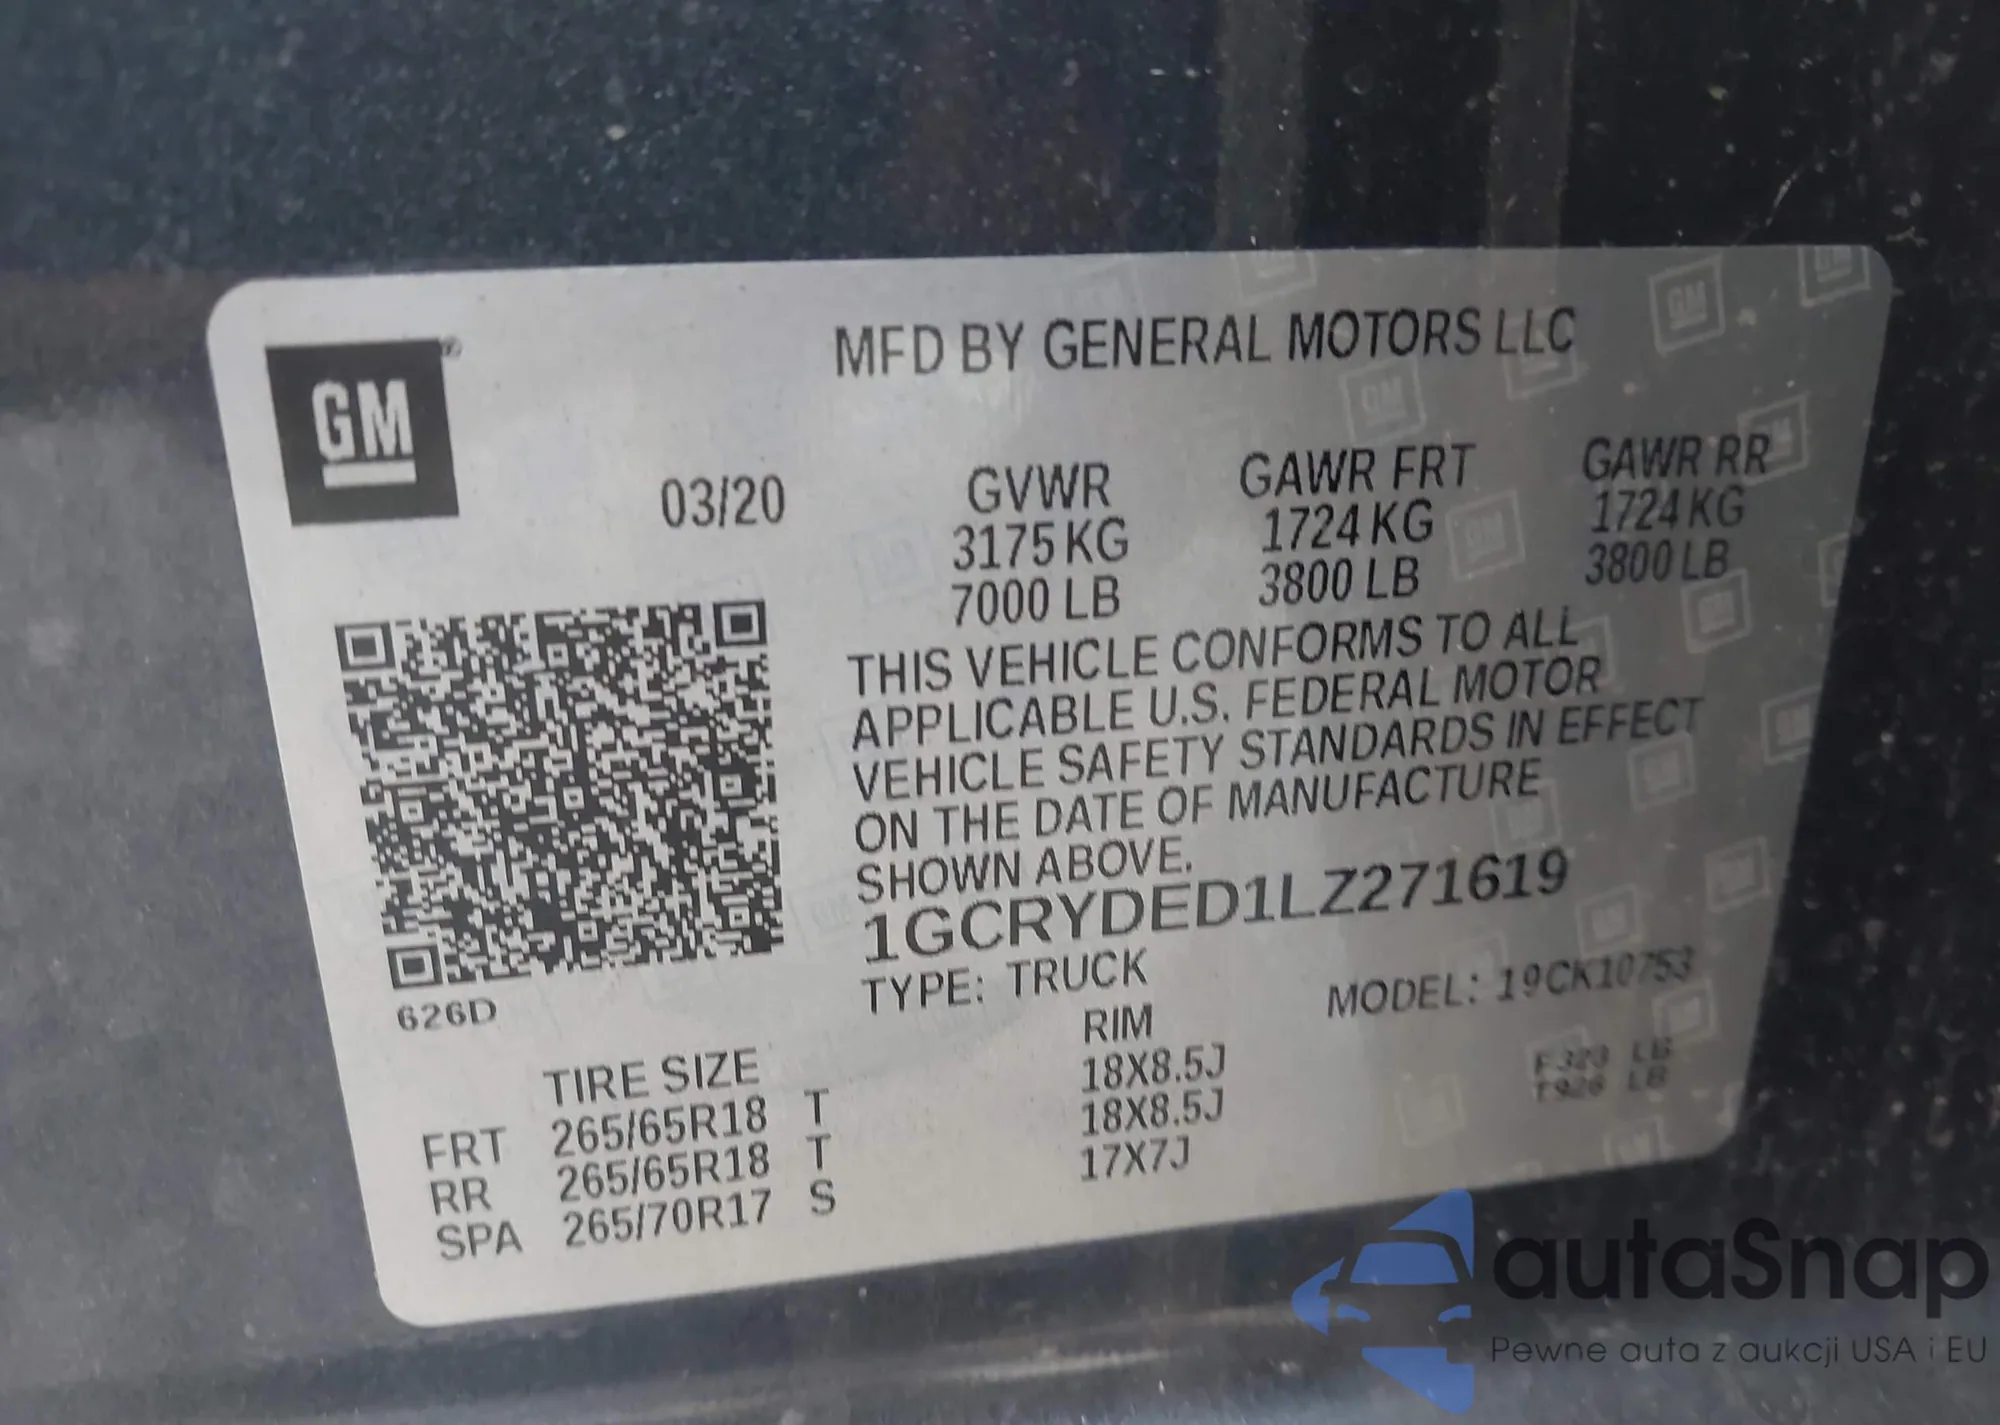 GM®
MFD BY GENERAL MOTORS LLC
03/20
GVWR GAWR FRT GAWR RR
3175 KG 1724 KG 1724 KG
7000 LB 3800 LB 3800 LB
THIS VEHICLE CONFORMS TO ALL
APPLICABLE U.S. FEDERAL MOTOR
VEHICLE SAFETY STANDARDS IN EFFECT
ON THE DATE OF MANUFACTURE
SHOWN ABOVE.
1GCRYDED1LZ271619
TYPE: TRUCK MODEL: 19CK10753
626D
TIRE SIZE RIM
FRT 265/65R18 T 18X8.5J
RR 265/65R18 T 18X8.5J
SPA 265/70R17 S 17X7J
LB
LB
autaSnap
Pewne auta z aukcji USA i EU